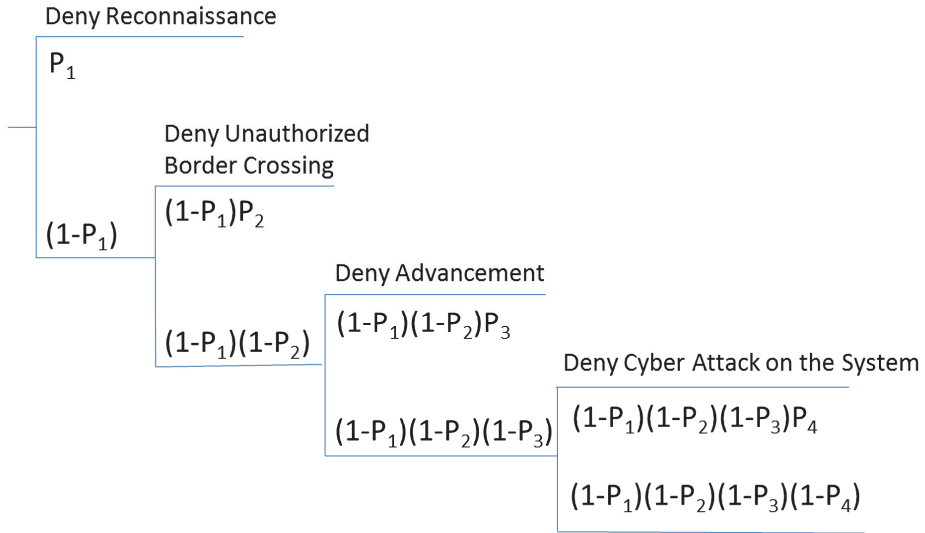 Deny Reconnaissance
P₁
(1-P₁)
Deny Unauthorized
Border Crossing
(1-P₁)P₂
(1-P₁)(1-P₂)
Deny Advancement
(1-P₁)(1-P₂)P₃
(1-P₁)(1-P₂)(1-P₃)
Deny Cyber Attack on the System
(1-P₁)(1-P₂)(1-P₃)P₄
(1-P₁)(1-P₂)(1-P₃)(1-P₄)